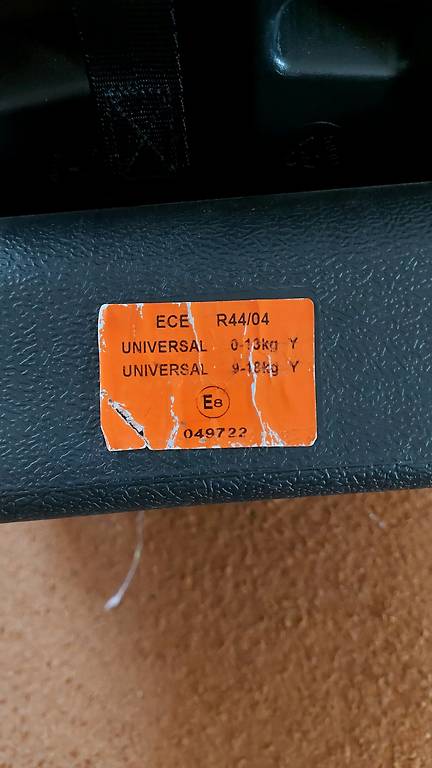 ECE R44/04
UNIVERSAL 0-13kg Y
UNIVERSAL 9-18kg Y
E8
049722